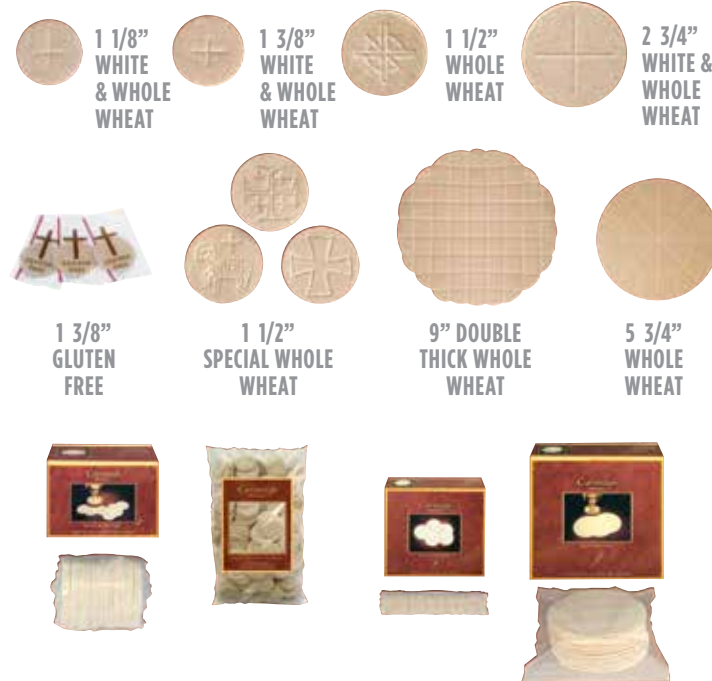 1 1/8”
WHITE
& WHOLE
WHEAT
1 3/8”
WHITE
& WHOLE
WHEAT
1 1/2”
WHOLE
WHEAT
2 3/4”
WHITE &
WHOLE
WHEAT
1 3/8”
GLUTEN
FREE
1 1/2”
SPECIAL WHOLE
WHEAT
9” DOUBLE
THICK WHOLE
WHEAT
5 3/4”
WHOLE
WHEAT